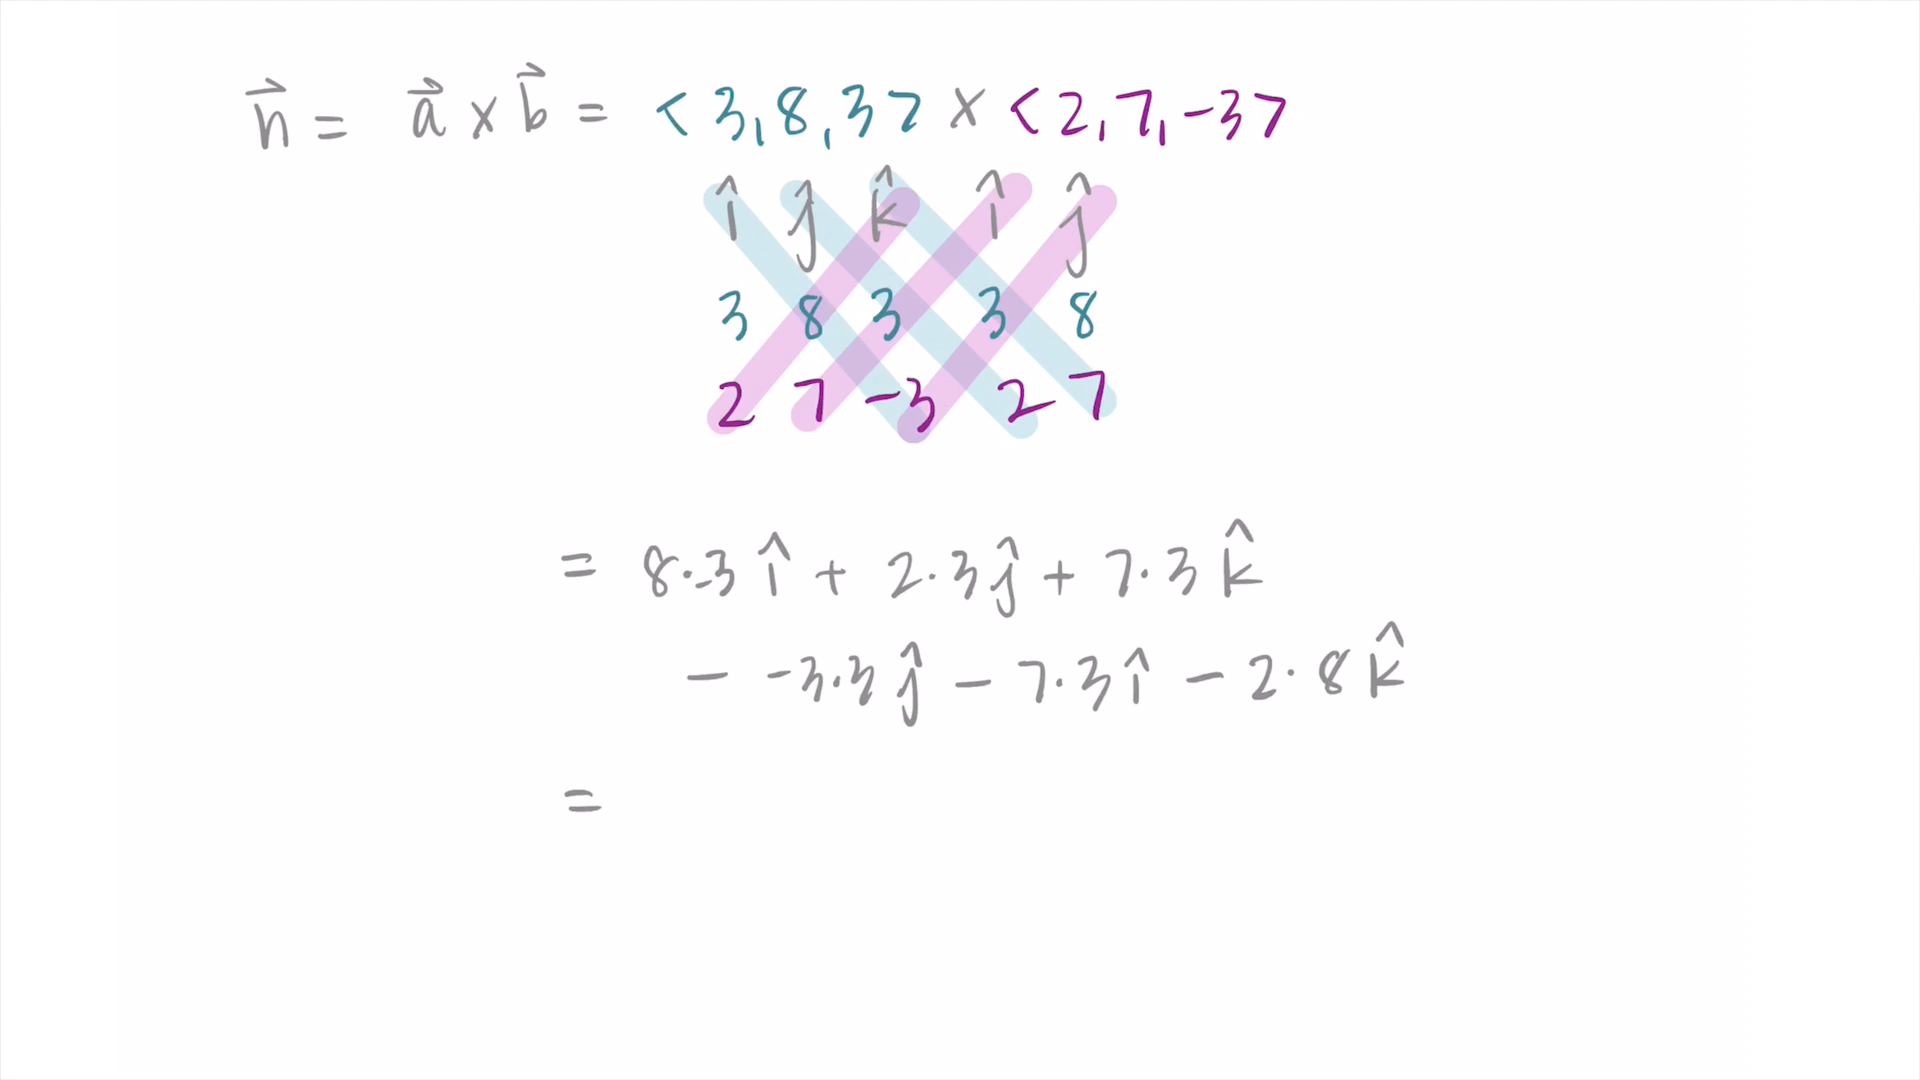 n⃗ = a⃗ × b⃗ = <3,8,3> × <2,7,-3>
î ĵ k̂ î ĵ
3 8 3 3 8
2 7 -3 2 7
= 8·-3 î + 2·3 ĵ + 7·3 k̂
- -3·3 ĵ - 7·3 î - 2·8 k̂
=